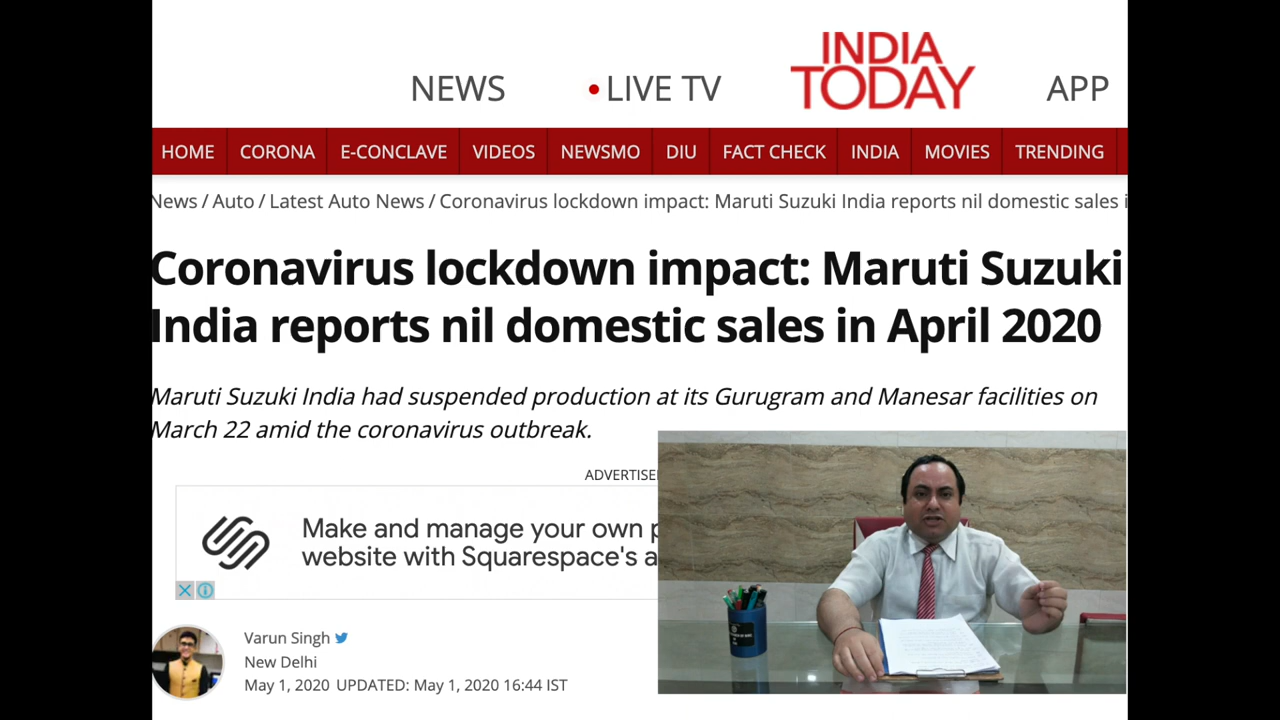 NEWS
LIVE TV
INDIA
TODAY
APP
HOME CORONA E-CONCLAVE VIDEOS NEWSMO DIU FACT CHECK INDIA MOVIES TRENDING
News / Auto / Latest Auto News / Coronavirus lockdown impact: Maruti Suzuki India reports nil domestic sales
Coronavirus lockdown impact: Maruti Suzuki
India reports nil domestic sales in April 2020
Maruti Suzuki India had suspended production at its Gurugram and Manesar facilities on
March 22 amid the coronavirus outbreak.
Make and manage your own
website with Squarespace's
Varun Singh
New Delhi
May 1, 2020 UPDATED: May 1, 2020 16:44 IST